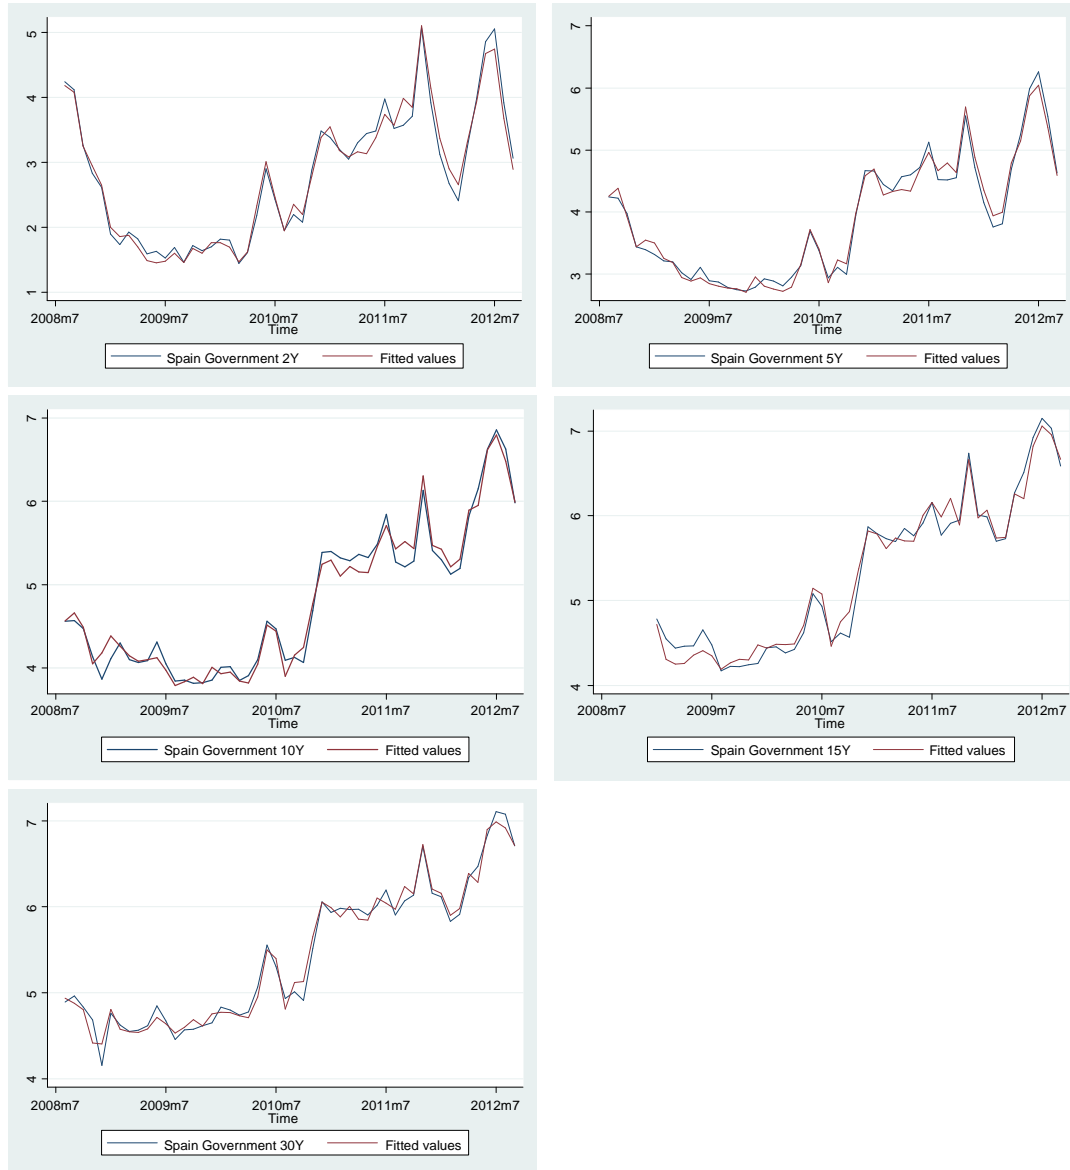 5
4
3
2
1
2008m7 2009m7 2010m7 2011m7 2012m7
Time
Spain Government 2Y Fitted values
7
6
5
4
3
2008m7 2009m7 2010m7 2011m7 2012m7
Time
Spain Government 5Y Fitted values
7
6
5
4
2008m7 2009m7 2010m7 2011m7 2012m7
Time
Spain Government 10Y Fitted values
7
6
5
4
2008m7 2009m7 2010m7 2011m7 2012m7
Time
Spain Government 15Y Fitted values
7
6
5
4
2008m7 2009m7 2010m7 2011m7 2012m7
Time
Spain Government 30Y Fitted values